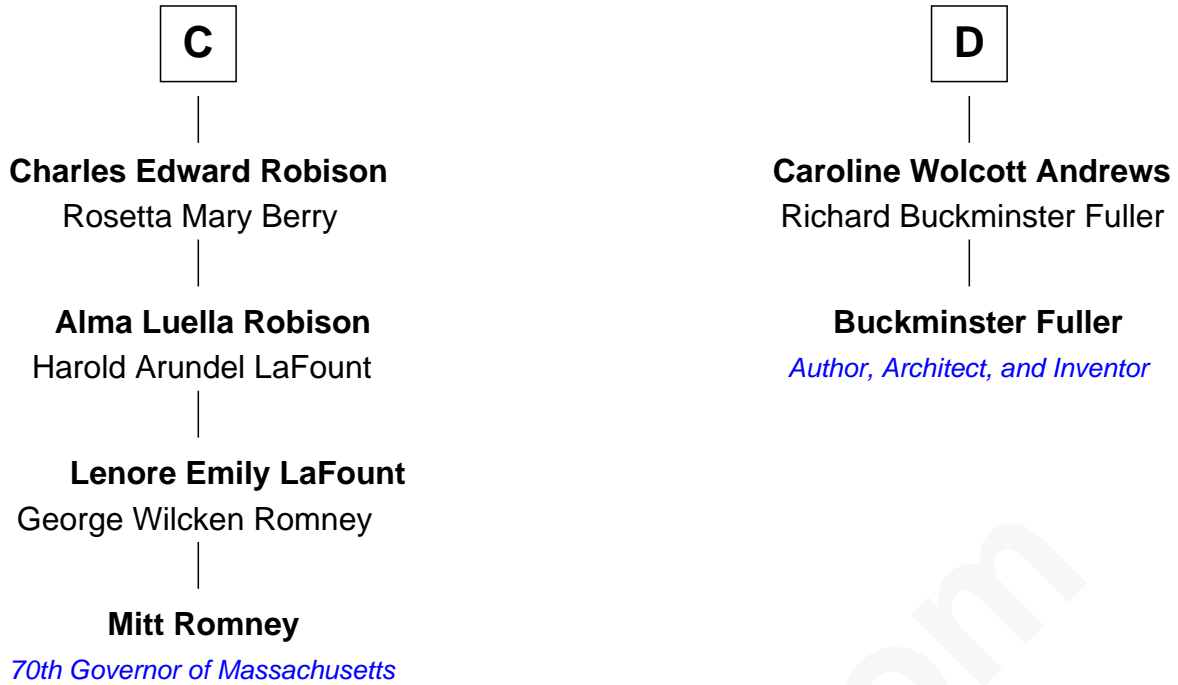 C
Charles Edward Robison
Rosetta Mary Berry
Alma Luella Robison
Harold Arundel LaFount
Lenore Emily LaFount
George Wilcken Romney
Mitt Romney
70th Governor of Massachusetts
D
Caroline Wolcott Andrews
Richard Buckminster Fuller
Buckminster Fuller
Author, Architect, and Inventor
om